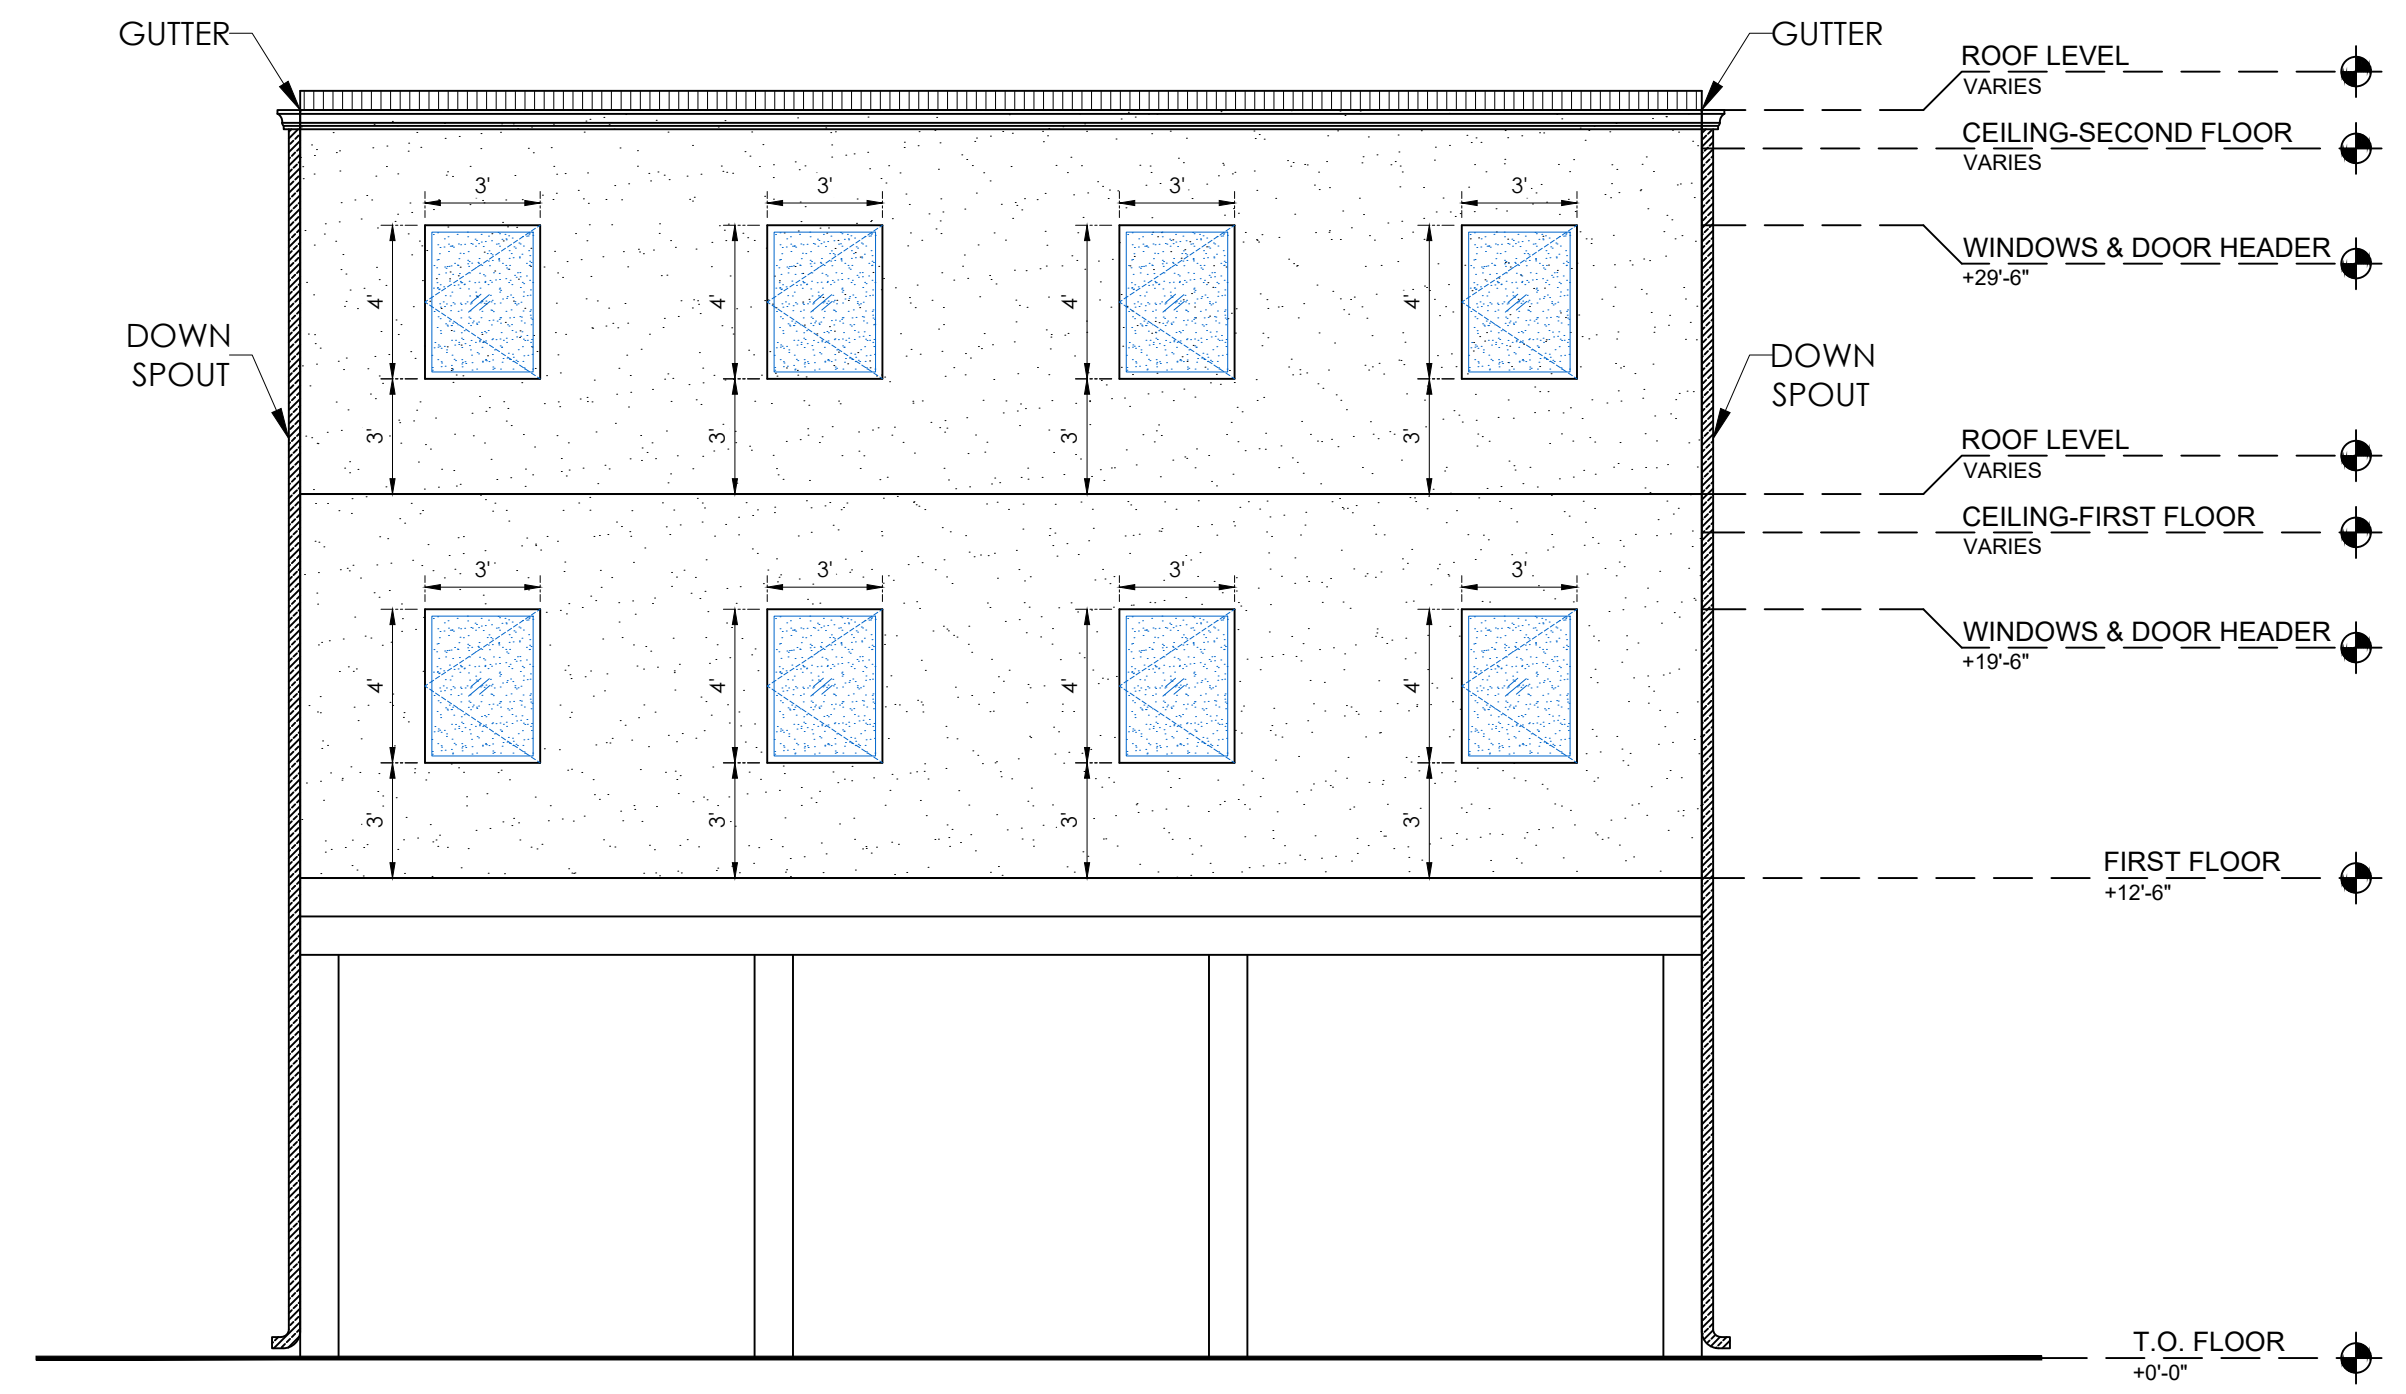 GUTTER
GUTTER
ROOF LEVEL
VARIES
CEILING-SECOND FLOOR
VARIES
3' 3' 3' 3'
WINDOWS & DOOR HEADER
+29'-6"
4' 4' 4' 4'
DOWN
SPOUT
DOWN
SPOUT
3' 3' 3' 3'
ROOF LEVEL
VARIES
CEILING-FIRST FLOOR
VARIES
3' 3' 3' 3'
WINDOWS & DOOR HEADER
+19'-6"
4' 4' 4' 4'
3' 3' 3' 3'
FIRST FLOOR
+12'-6"
T.O. FLOOR
+0'-0"